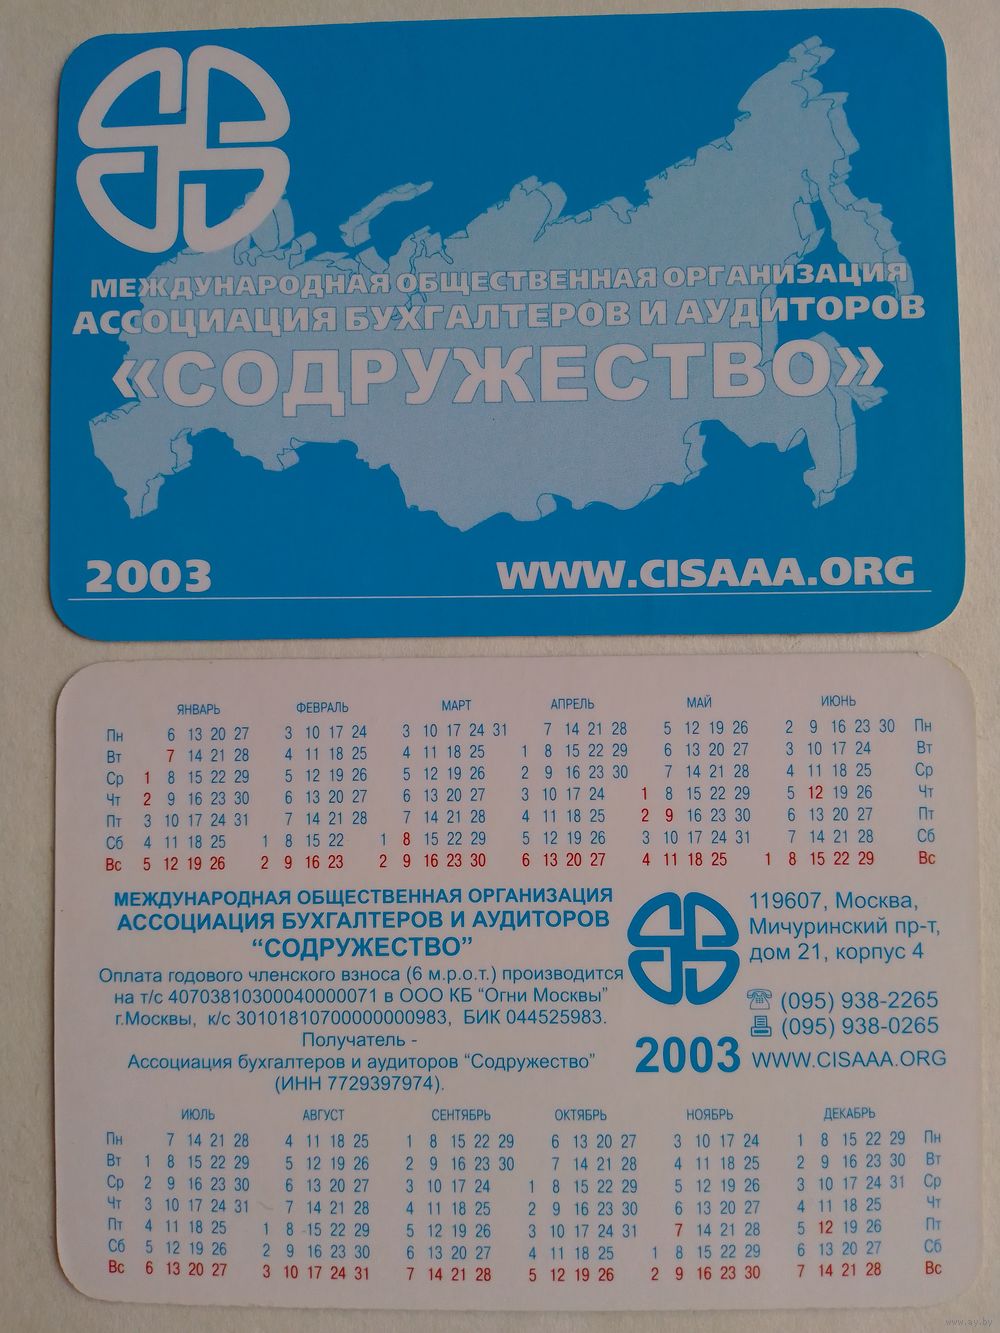 МЕЖДУНАРОДНАЯ ОБЩЕСТВЕННАЯ ОРГАНИЗАЦИЯ
АССОЦИАЦИЯ БУХГАЛТЕРОВ И АУДИТОРОВ
«СОДРУЖЕСТВО»
2003 WWW.CISAAA.ORG
ЯНВАРЬ ФЕВРАЛЬ МАРТ АПРЕЛЬ МАЙ ИЮНЬ
Пн 6 13 20 27 3 10 17 24 3 10 17 24 31 7 14 21 28 5 12 19 26 2 9 16 23 30 Пн
Вт 7 14 21 28 4 11 18 25 4 11 18 25 1 8 15 22 29 6 13 20 27 3 10 17 24 Вт
Ср 1 8 15 22 29 5 12 19 26 5 12 19 26 2 9 16 23 30 7 14 21 28 4 11 18 25 Ср
Чт 2 9 16 23 30 6 13 20 27 6 13 20 27 3 10 17 24 1 8 15 22 29 5 12 19 26 Чт
Пт 3 10 17 24 31 7 14 21 28 7 14 21 28 4 11 18 25 2 9 16 23 30 6 13 20 27 Пт
Сб 4 11 18 25 1 8 15 22 1 8 15 22 29 5 12 19 26 3 10 17 24 31 7 14 21 28 Сб
Вс 5 12 19 26 2 9 16 23 2 9 16 23 30 6 13 20 27 4 11 18 25 1 8 15 22 29 Вс
МЕЖДУНАРОДНАЯ ОБЩЕСТВЕННАЯ ОРГАНИЗАЦИЯ
АССОЦИАЦИЯ БУХГАЛТЕРОВ И АУДИТОРОВ
“СОДРУЖЕСТВО”
Оплата годового членского взноса (6 м.р.о.т.) производится
на т/с 40703810300040000071 в ООО КБ “Огни Москвы”
г.Москвы, к/с 30101810700000000983, БИК 044525983.
Получатель -
Ассоциация бухгалтеров и аудиторов “Содружество”
(ИНН 7729397974).
119607, Москва,
Мичуринский пр-т,
дом 21, корпус 4
(095) 938-2265
(095) 938-0265
2003 WWW.CISAAA.ORG
ИЮЛЬ АВГУСТ СЕНТЯБРЬ ОКТЯБРЬ НОЯБРЬ ДЕКАБРЬ
Пн 7 14 21 28 4 11 18 25 1 8 15 22 29 6 13 20 27 3 10 17 24 1 8 15 22 29 Пн
Вт 1 8 15 22 29 5 12 19 26 2 9 16 23 30 7 14 21 28 4 11 18 25 2 9 16 23 30 Вт
Ср 2 9 16 23 30 6 13 20 27 3 10 17 24 1 8 15 22 29 5 12 19 26 3 10 17 24 31 Ср
Чт 3 10 17 24 31 7 14 21 28 4 11 18 25 2 9 16 23 30 6 13 20 27 4 11 18 25 Чт
Пт 4 11 18 25 1 8 15 22 29 5 12 19 26 3 10 17 24 31 7 14 21 28 5 12 19 26 Пт
Сб 5 12 19 26 2 9 16 23 30 6 13 20 27 4 11 18 25 1 8 15 22 29 6 13 20 27 Сб
Вс 6 13 20 27 3 10 17 24 31 7 14 21 28 5 12 19 26 2 9 16 23 30 7 14 21 28 Вс
www.ay.by